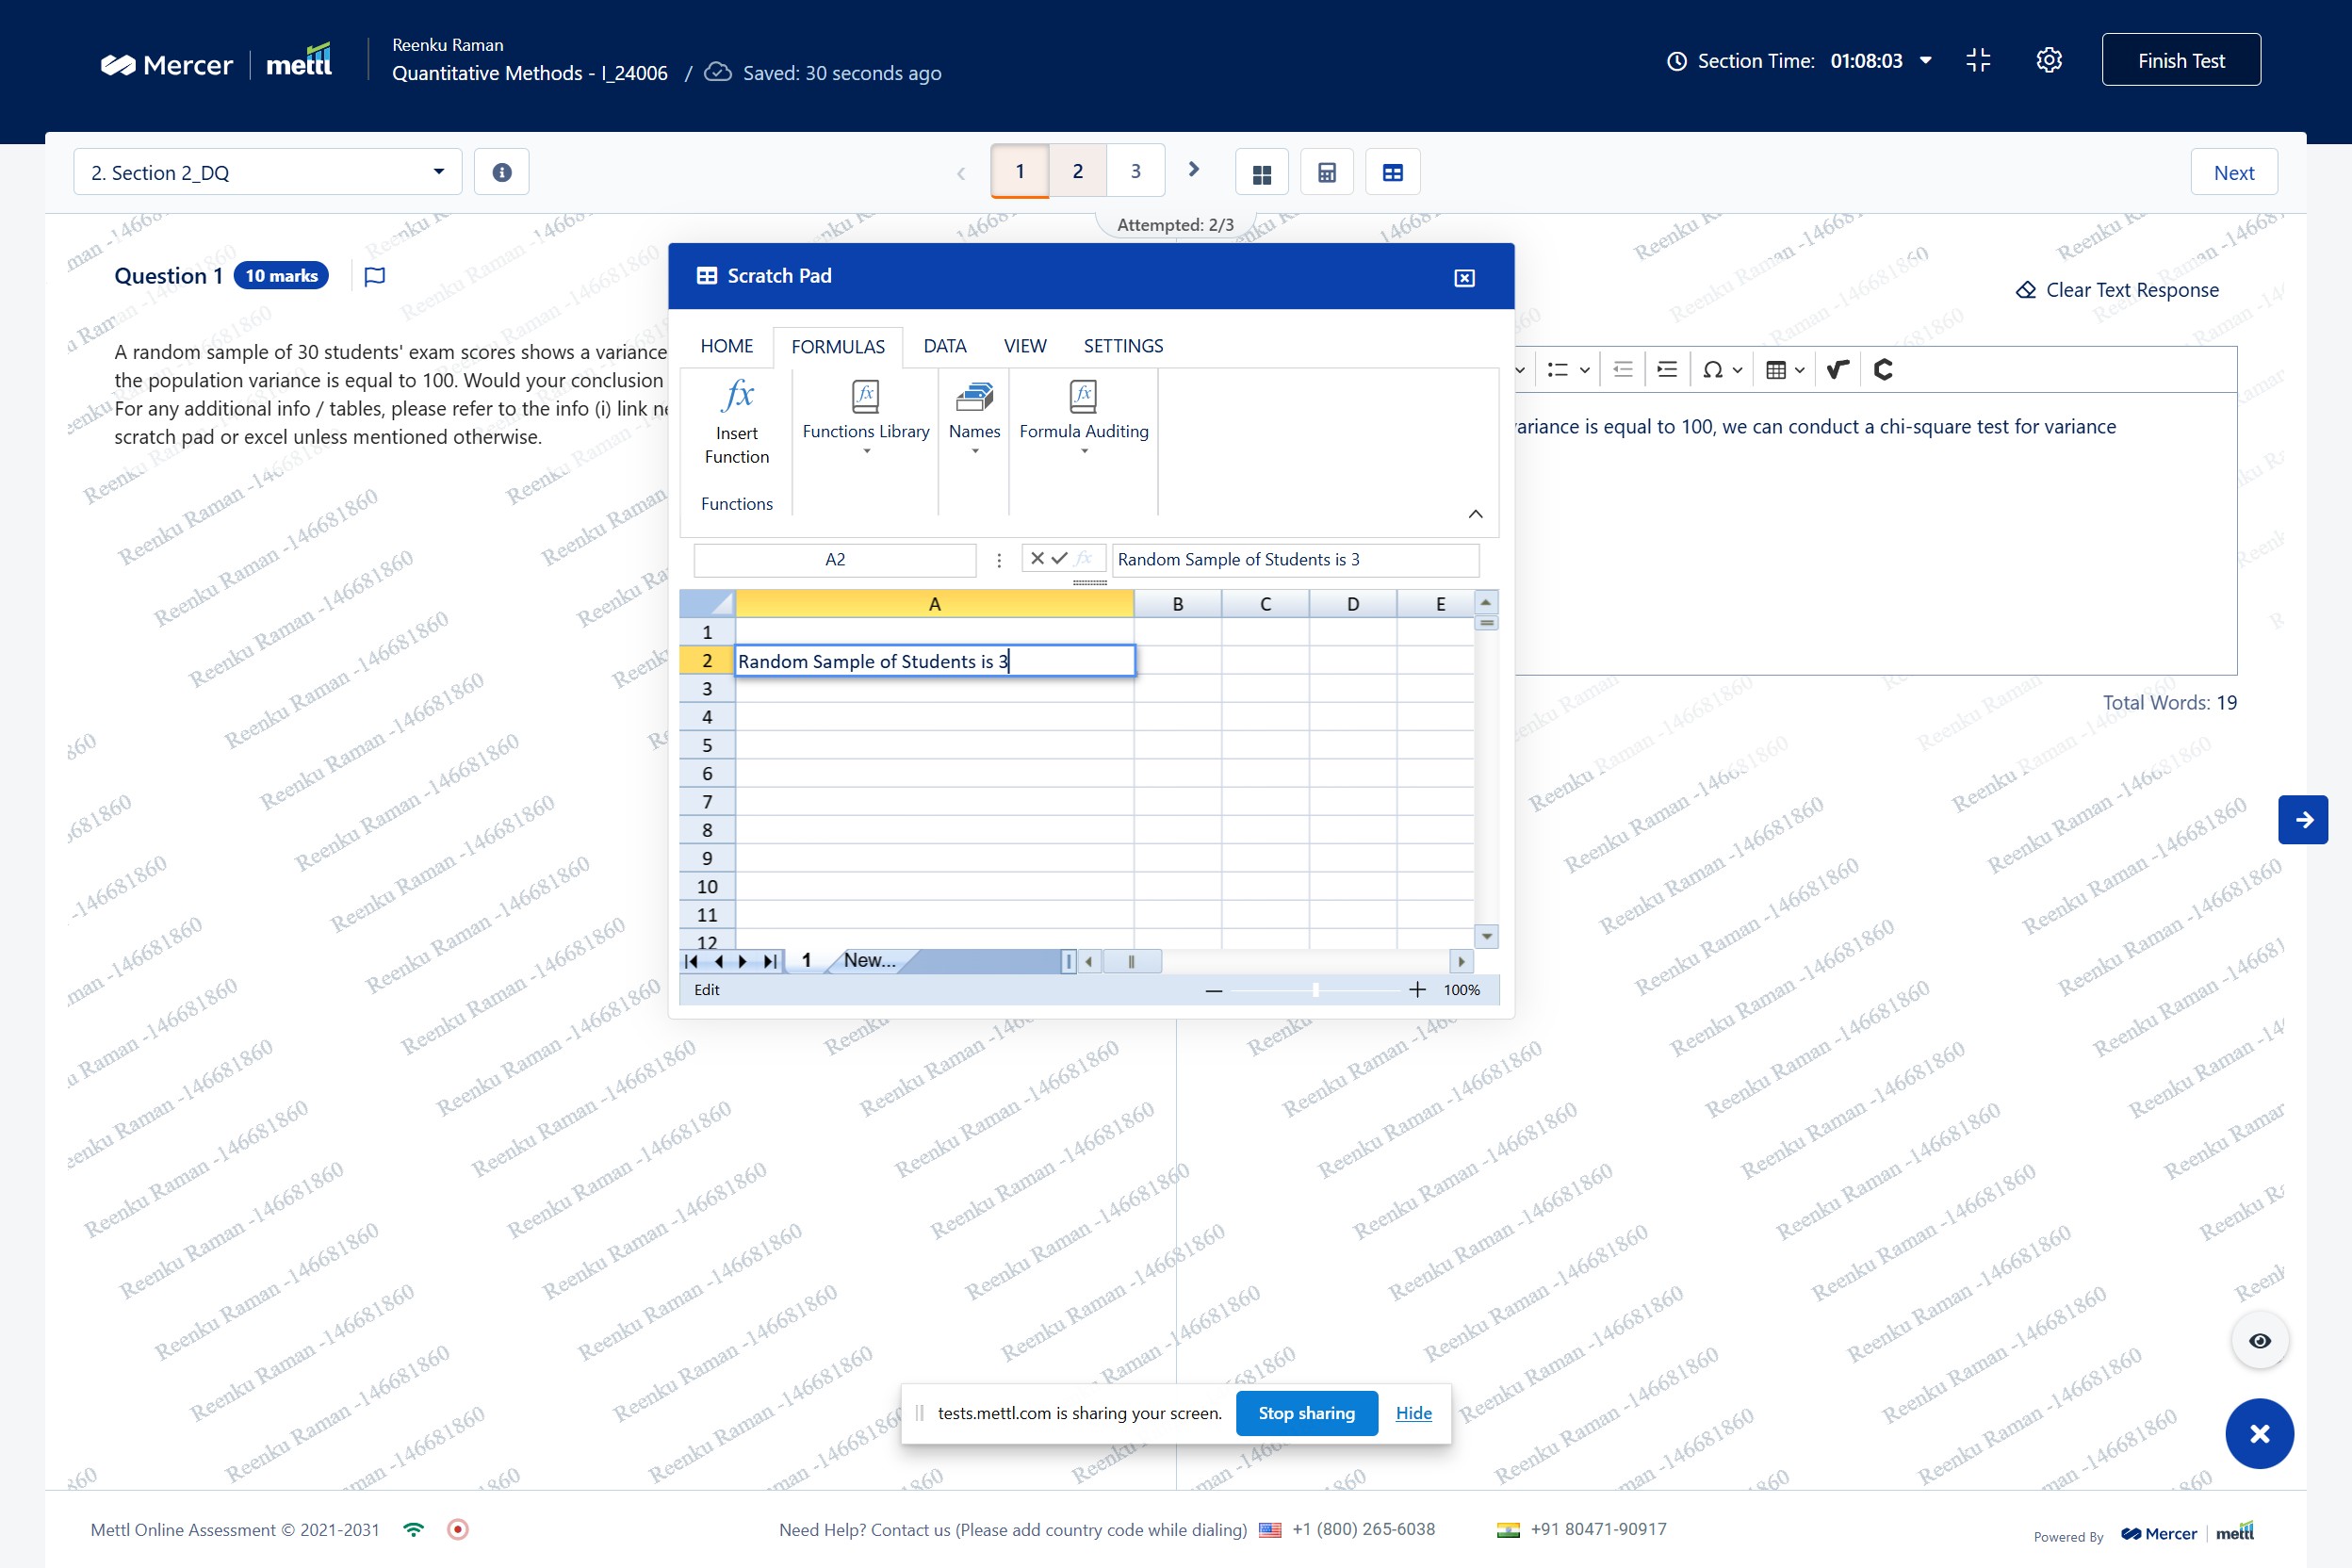 Mercer | mettl
Reenku Raman
Quantitative Methods - I_24006 / Saved: 30 seconds ago
Section Time: 01:08:03
Finish Test
2. Section 2_DQ
1 2 3
Next
Attempted: 2/3
Question 1 10 marks
A random sample of 30 students' exam scores shows a variance
the population variance is equal to 100. Would your conclusion
For any additional info / tables, please refer to the info (i) link
scratch pad or excel unless mentioned otherwise.
Scratch Pad
HOME FORMULAS DATA VIEW SETTINGS
Insert Function
Functions Library
Names
Formula Auditing
Functions
A2
Random Sample of Students is 3
A B C D E
1
2 Random Sample of Students is 3
3
4
5
6
7
8
9
10
11
12
1 New...
Edit
100%
Clear Text Response
variance is equal to 100, we can conduct a chi-square test for variance
Total Words: 19
Reenku Raman -146681860
tests.mettl.com is sharing your screen. Stop sharing Hide
Mettl Online Assessment © 2021-2031
Need Help? Contact us (Please add country code while dialing) +1 (800) 265-6038 +91 80471-90917
Powered By Mercer | mettl